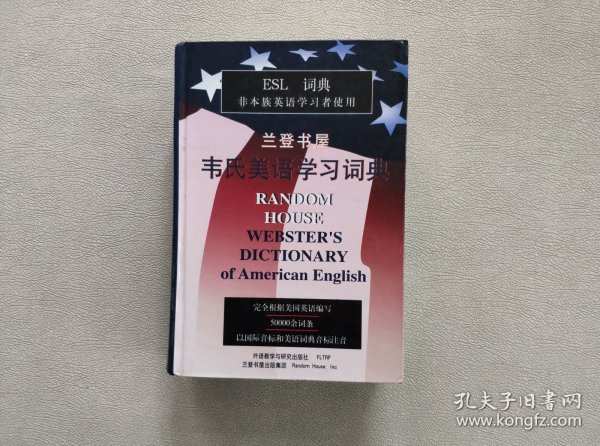 ESL 词典
非本族英语学习者使用
兰登书屋
韦氏美语学习词典
RANDOM
HOUSE
WEBSTER'S
DICTIONARY
of American English
完全根据美国英语编写
50000余词条
以国际音标和美语词典音标注音
外语教学与研究出版社 FLTRP
兰登书屋出版集团 Random House, Inc
孔夫子旧书网
www.kongfz.com